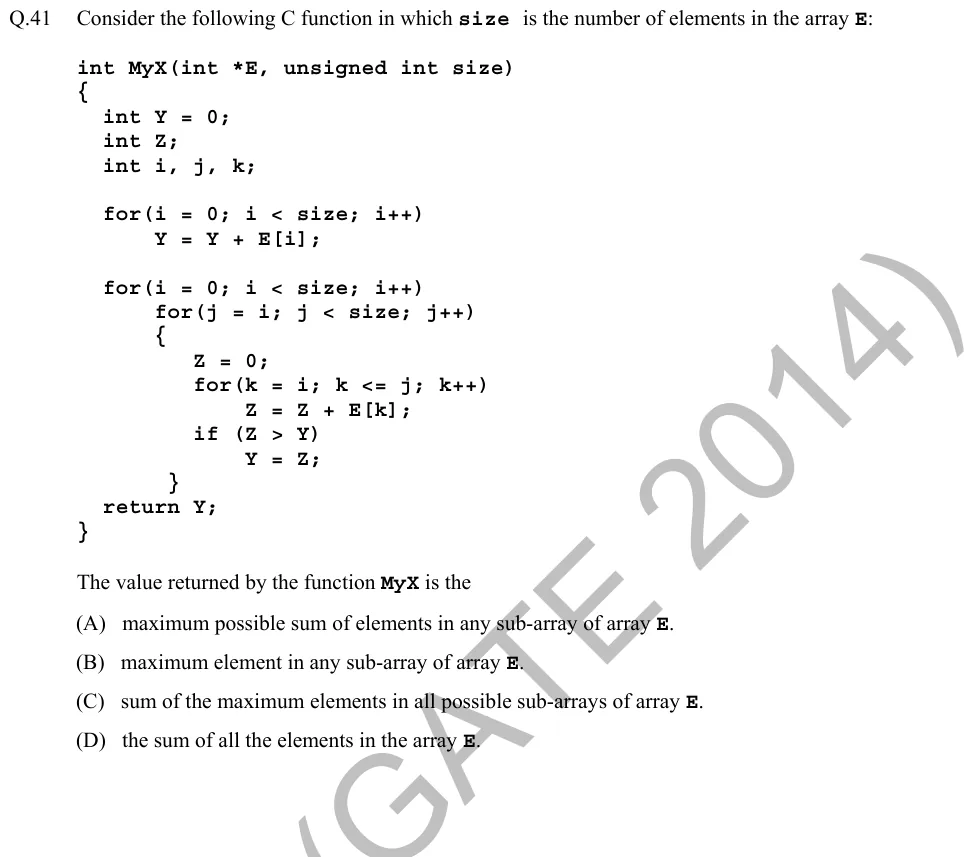 Q.41 Consider the following C function in which size is the number of elements in the array E:
int MyX(int *E, unsigned int size)
{
int Y = 0;
int Z;
int i, j, k;
for(i = 0; i < size; i++)
Y = Y + E[i];
for(i = 0; i < size; i++)
for(j = i; j < size; j++)
{
Z = 0;
for(k = i; k <= j; k++)
Z = Z + E[k];
if (Z > Y)
Y = Z;
}
return Y;
}
The value returned by the function MyX is the
(A) maximum possible sum of elements in any sub-array of array E.
(B) maximum element in any sub-array of array E.
(C) sum of the maximum elements in all possible sub-arrays of array E.
(D) the sum of all the elements in the array E.
(GATE 2014)